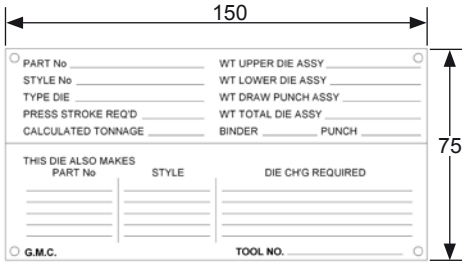 150
PART No WT UPPER DIE ASSY
STYLE No WT LOWER DIE ASSY
TYPE DIE WT DRAW PUNCH ASSY
PRESS STROKE REQ'D WT TOTAL DIE ASSY
CALCULATED TONNAGE BINDER PUNCH
75
THIS DIE ALSO MAKES
PART No STYLE DIE CH'G REQUIRED
G.M.C. TOOL NO.